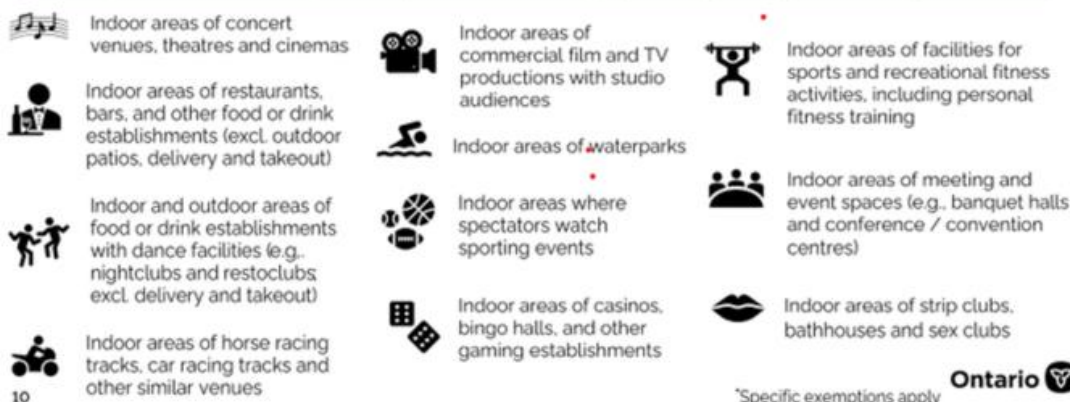 Indoor areas of concert
venues, theatres and cinemas
Indoor areas of restaurants,
bars, and other food or drink
establishments (excl. outdoor
patios, delivery and takeout)
Indoor and outdoor areas of
food or drink establishments
with dance facilities (e.g.,
nightclubs and restoclubs;
excl. delivery and takeout)
Indoor areas of horse racing
tracks, car racing tracks and
other similar venues
10
Indoor areas of
commercial film and TV
productions with studio
audiences
Indoor areas of waterparks
Indoor areas where
spectators watch
sporting events
Indoor areas of casinos,
bingo halls, and other
gaming establishments
Indoor areas of facilities for
sports and recreational fitness
activities, including personal
fitness training
Indoor areas of meeting and
event spaces (e.g., banquet halls
and conference / convention
centres)
Indoor areas of strip clubs,
bathhouses and sex clubs
Ontario
*Specific exemptions apply